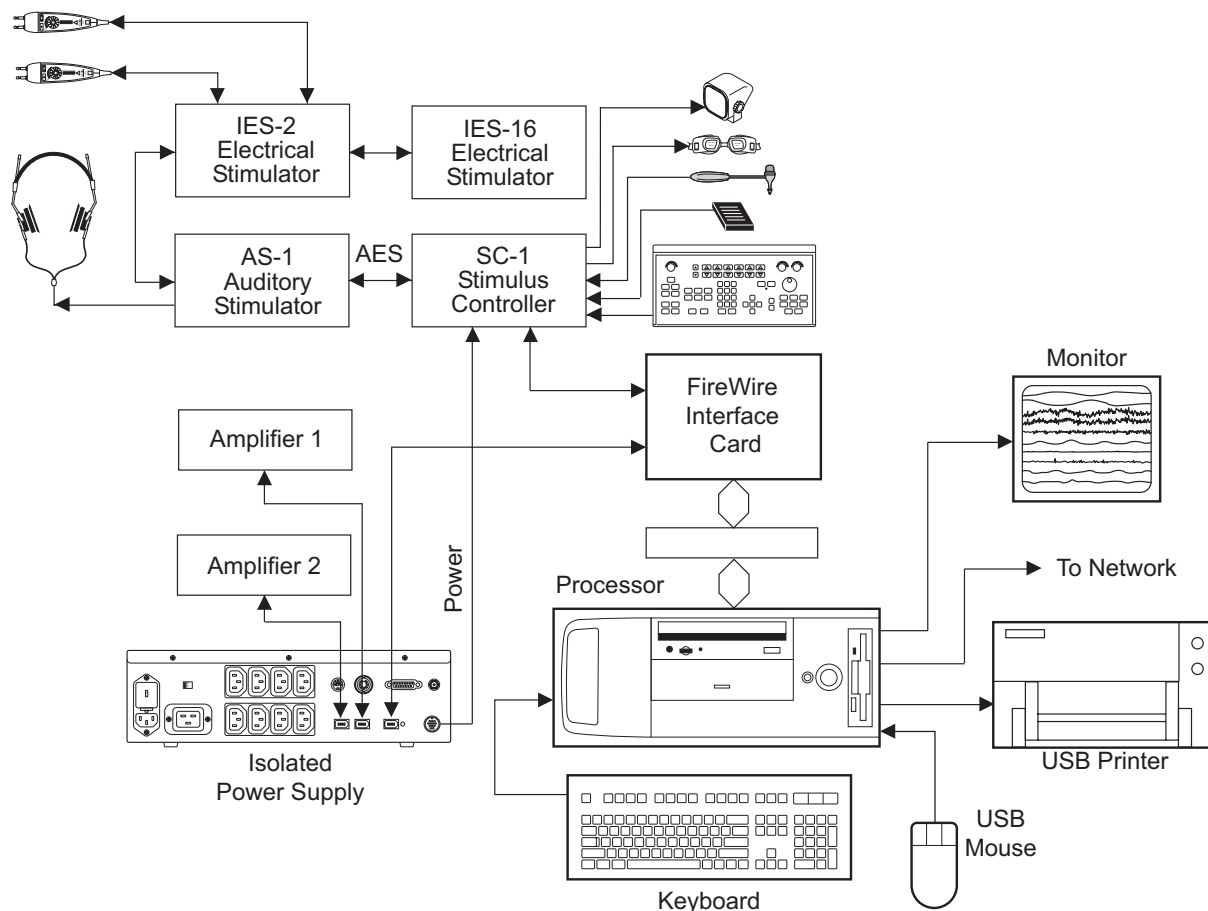 IES-2
Electrical
Stimulator
IES-16
Electrical
Stimulator
AS-1
Auditory
Stimulator
AES
SC-1
Stimulus
Controller
FireWire
Interface
Card
Monitor
Amplifier 1
Amplifier 2
Power
Processor
To Network
Isolated
Power Supply
USB Printer
USB
Mouse
Keyboard